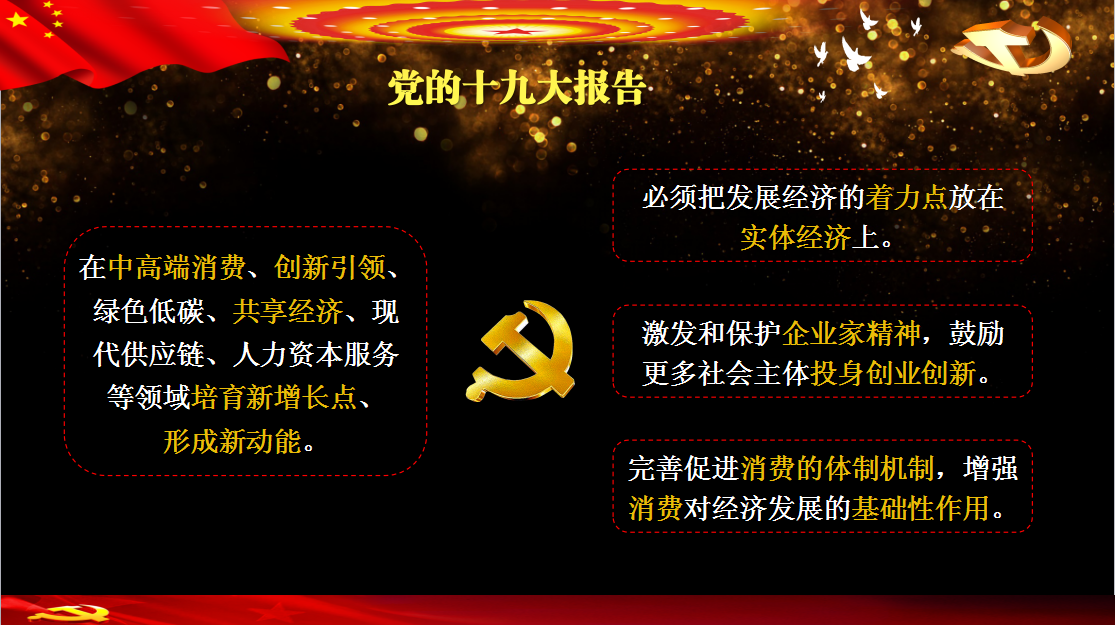 党的十九大报告
在中高端消费、创新引领、
绿色低碳、共享经济、现
代供应链、人力资本服务
等领域培育新增长点、
形成新动能。
必须把发展经济的着力点放在
实体经济上。
激发和保护企业家精神，鼓励
更多社会主体投身创业创新。
完善促进消费的体制机制，增强
消费对经济发展的基础性作用。